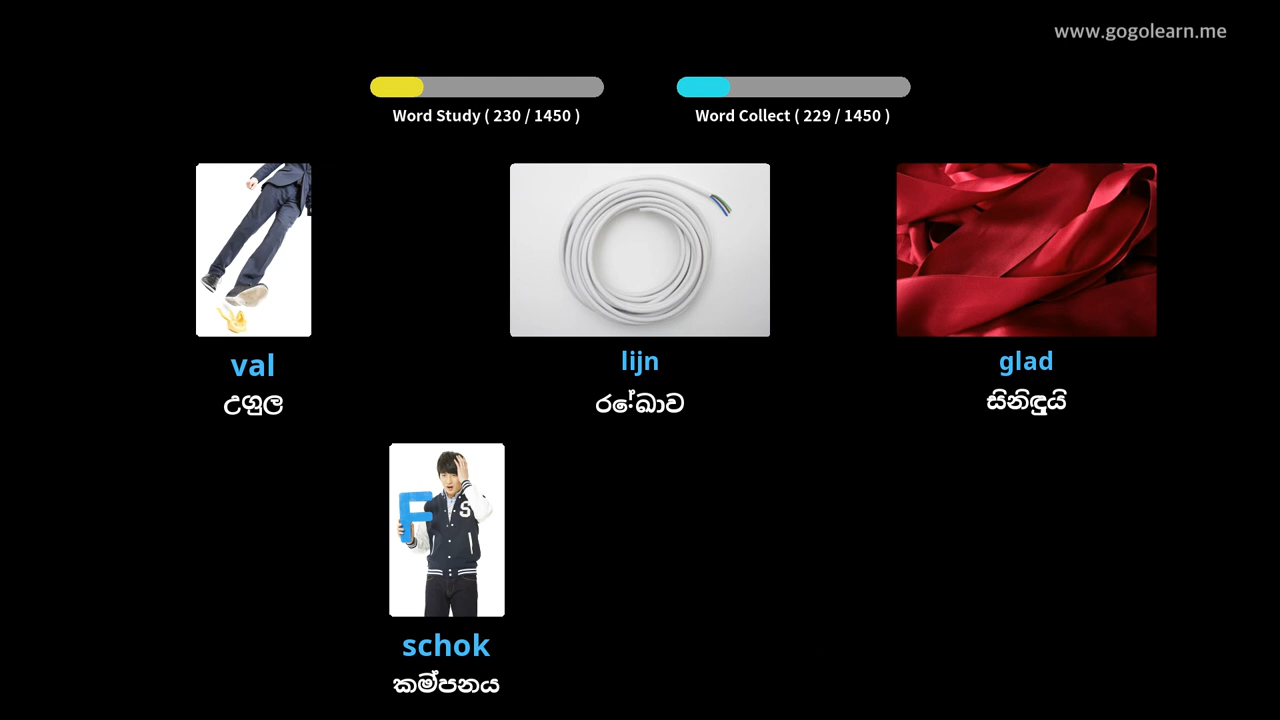 www.gogolearn.me
Word Study ( 230 / 1450 )
Word Collect ( 229 / 1450 )
val
උගුල
lijn
රේඛාව
glad
සිනිඳුයි
F
S
schok
කම්පනය